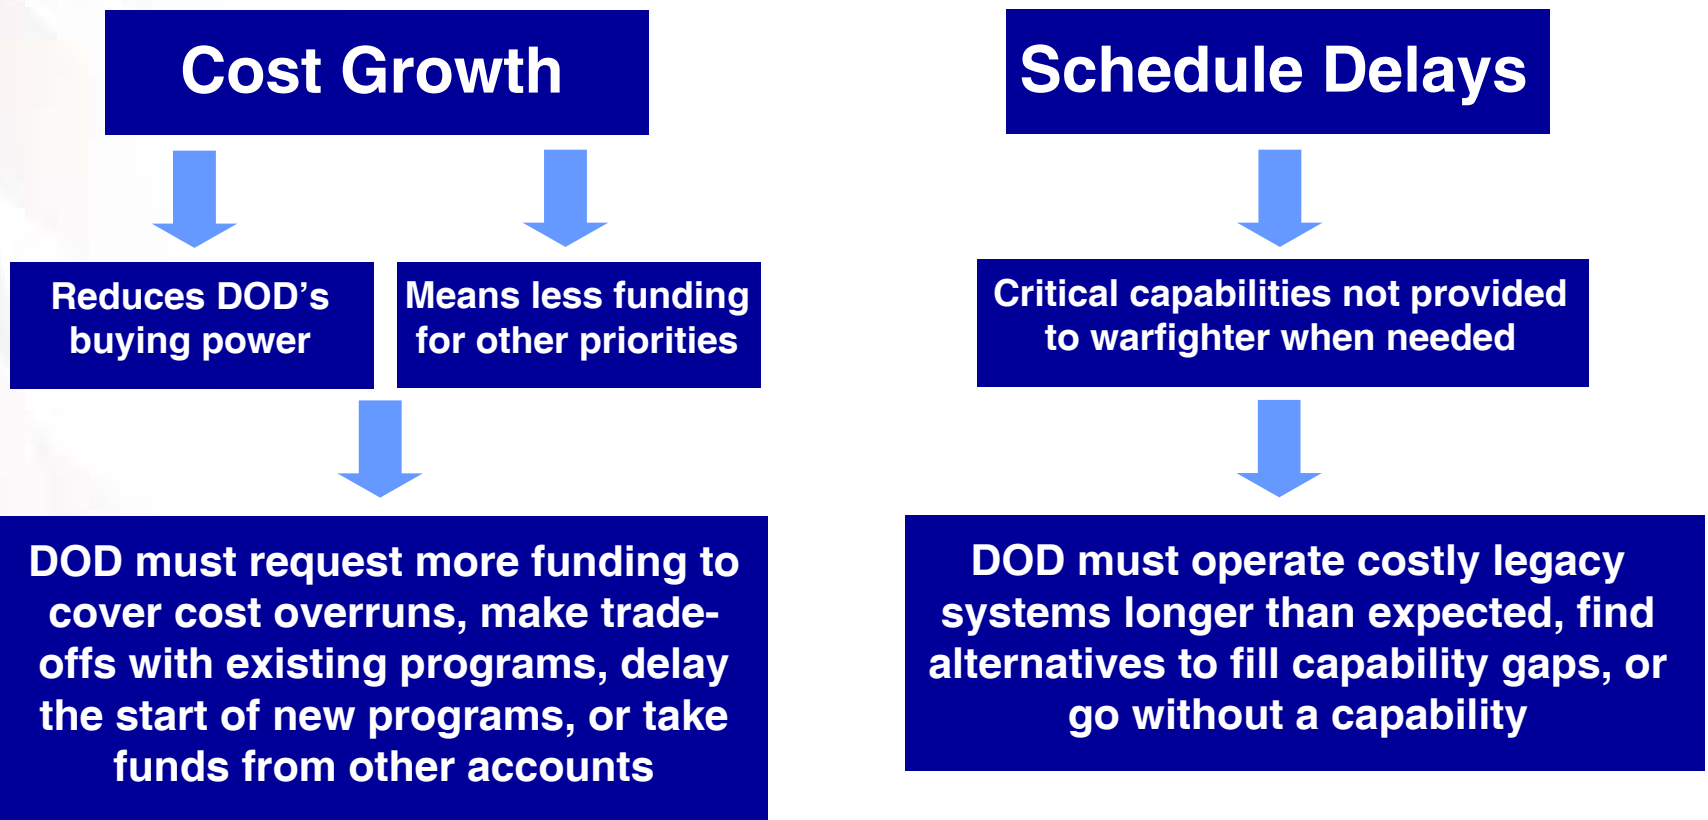 Cost Growth
Reduces DOD's
buying power
Means less funding
for other priorities
DOD must request more funding to
cover cost overruns, make trade-
offs with existing programs, delay
the start of new programs, or take
funds from other accounts
Schedule Delays
Critical capabilities not provided
to warfighter when needed
DOD must operate costly legacy
systems longer than expected, find
alternatives to fill capability gaps, or
go without a capability